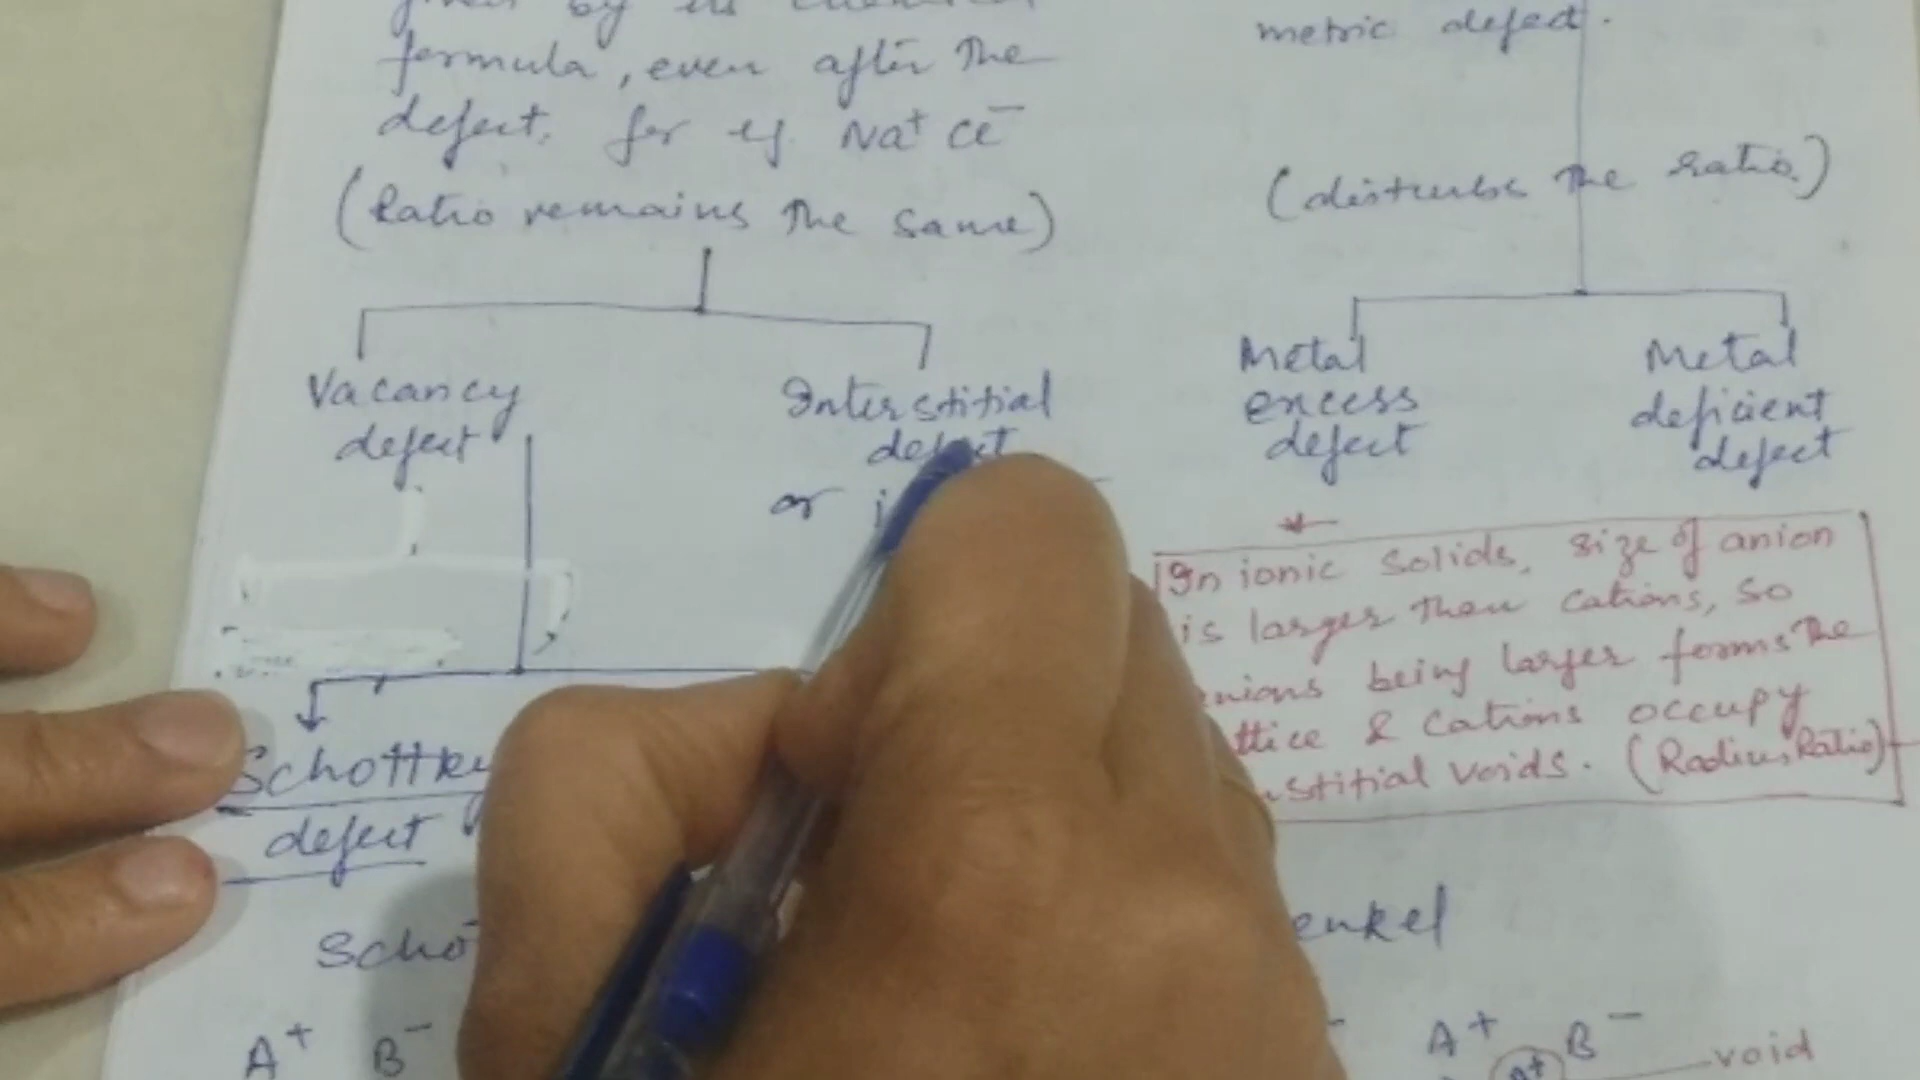 formula, even after the
defect. for eg Na⁺ Cl⁻
(Ratio remains the same)
Vacancy
defect
Interstitial
defect
or
metric defect.
(disturbs the ratio)
Metal
excess
defect
Metal
deficient
defect
In ionic solids, size of anion
is larger than cations, so
being larger forms the
& cations occupy
voids. (Radius Ratio)
Schottky
defect
A⁺ B⁻
A⁺ B⁻
A⁺
void